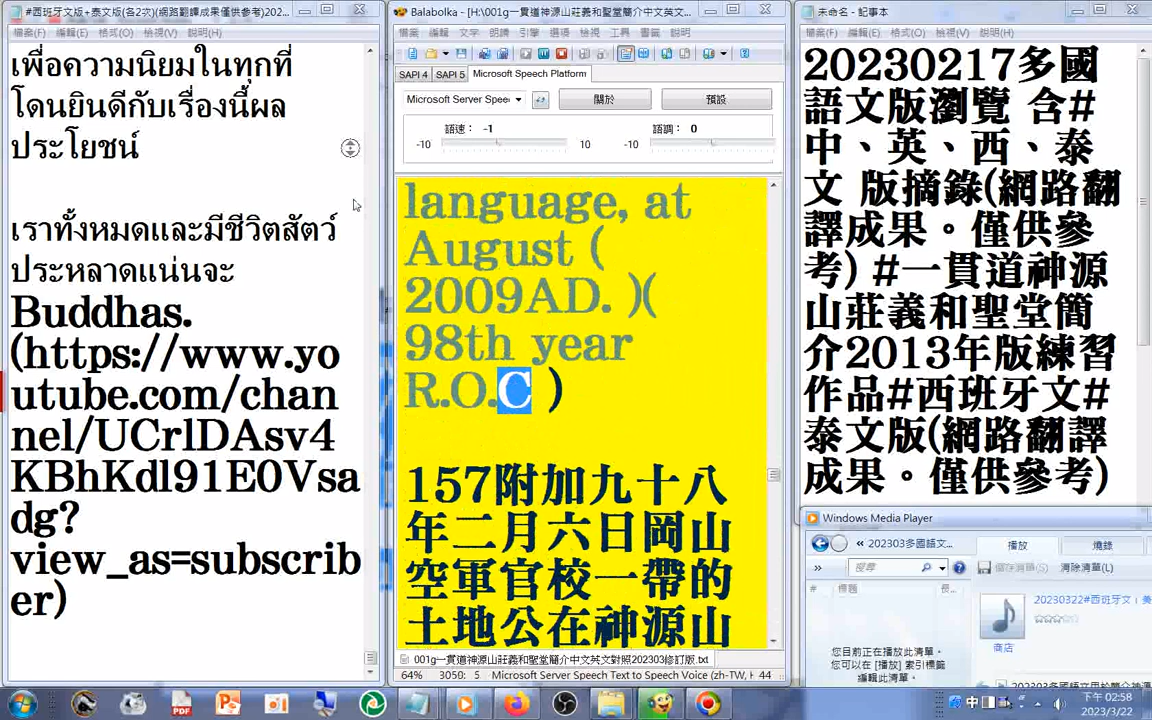 #西班牙文版+泰文版(各2次)(網路翻譯成果僅供參考)202...
檔案(F) 編輯(E) 格式(O) 檢視(V) 說明(H)
เพื่อความนิยมในทุกที่
โดนยินดีกับเรื่องนี้ผล
ประโยชน์
เราทั้งหมดและมีชีวิตสัตว์
ประหลาดแน่นจะ
Buddhas.
(https://www.yo
utube.com/chan
nel/UCrlDAsv4
KBhKdl91E0Vsa
dg?
view_as=subscrib
er)
Balabolka - [H:\001g一貫道神源山莊義和聖堂簡介中文英文...
檔案 編輯 文字 朗讀 引擎 選項 檢視 工具 書籤 說明
SAPI 4 SAPI 5 Microsoft Speech Platform
Microsoft Server Spee 關於 預設
語速： -1 語調： 0
-10 10 -10 10
language, at
August (
2009AD. )(
98th year
R.O.C )
157附加九十八
年二月六日岡山
空軍官校一帶的
土地公在神源山
001g一貫道神源山莊義和聖堂簡介中文英文對照202303修訂版.txt
64% 3050: 5 Microsoft Server Speech Text to Speech Voice (zh-TW, H 44
未命名 - 記事本
檔案(F) 編輯(E) 格式(O) 檢視(V) 說明(H)
20230217多國
語文版瀏覽 含#
中、英、西、泰
文 版摘錄(網路翻
譯成果。僅供參
考) #一貫道神源
山莊義和聖堂簡
介2013年版練習
作品#西班牙文#
泰文版(網路翻譯
成果。僅供參考)
Windows Media Player
202303多國語文... 播放 燒錄
» 搜尋 儲存清單(S) 清除清單(L)
# 標題 長...
20230322#西班牙文：美
商店
您目前正在播放此清單。
您可以在 [播放] 索引標籤
編輯此清單。
下午 02:58
2023/3/22